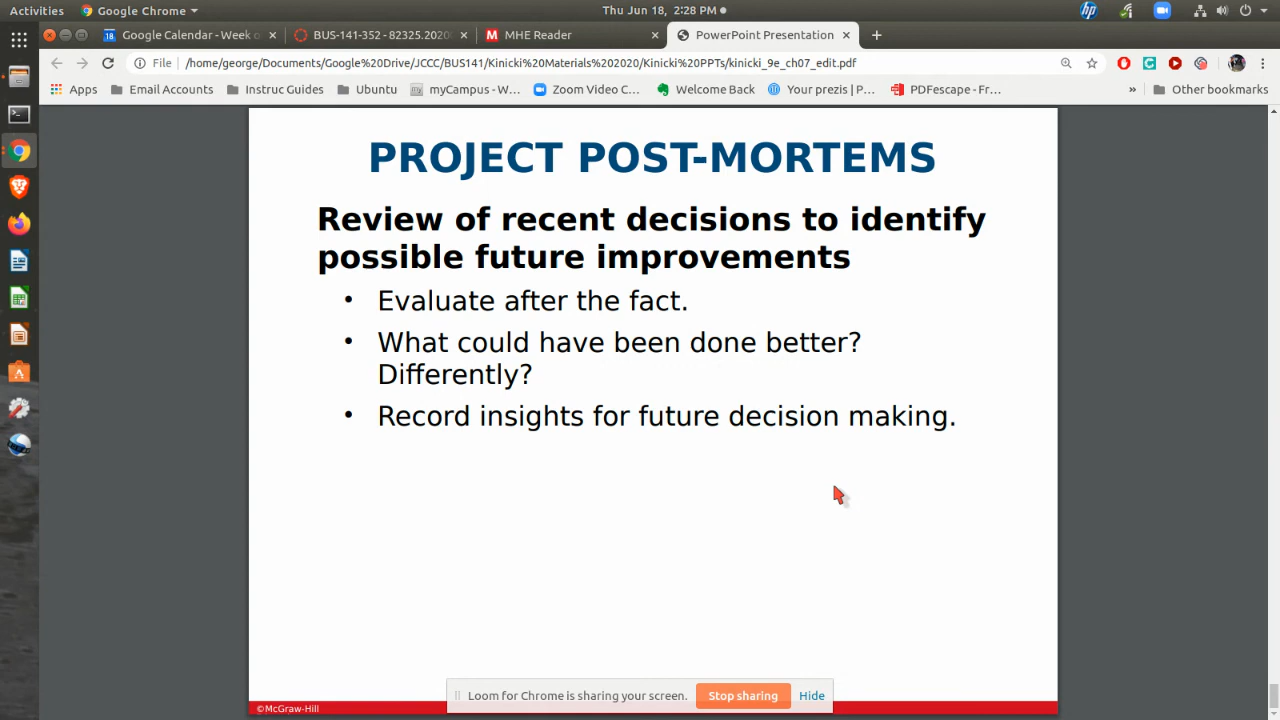 Activities
Google Chrome
Thu Jun 18, 2:28 PM
Google Calendar - Week o
BUS-141-352 - 82325.2020
MHE Reader
PowerPoint Presentation
File
/home/george/Documents/Google%20Drive/JCCC/BUS141/Kinicki%20Materials%202020/Kinicki%20PPTs/kinicki_9e_ch07_edit.pdf
Apps
Email Accounts
Instruc Guides
Ubuntu
myCampus - W...
Zoom Video C...
Welcome Back
Your prezis | P...
PDFescape - Fr...
»
Other bookmarks
PROJECT POST-MORTEMS
Review of recent decisions to identify
possible future improvements
• Evaluate after the fact.
• What could have been done better?
Differently?
• Record insights for future decision making.
Loom for Chrome is sharing your screen.
Stop sharing
Hide
©McGraw-Hill